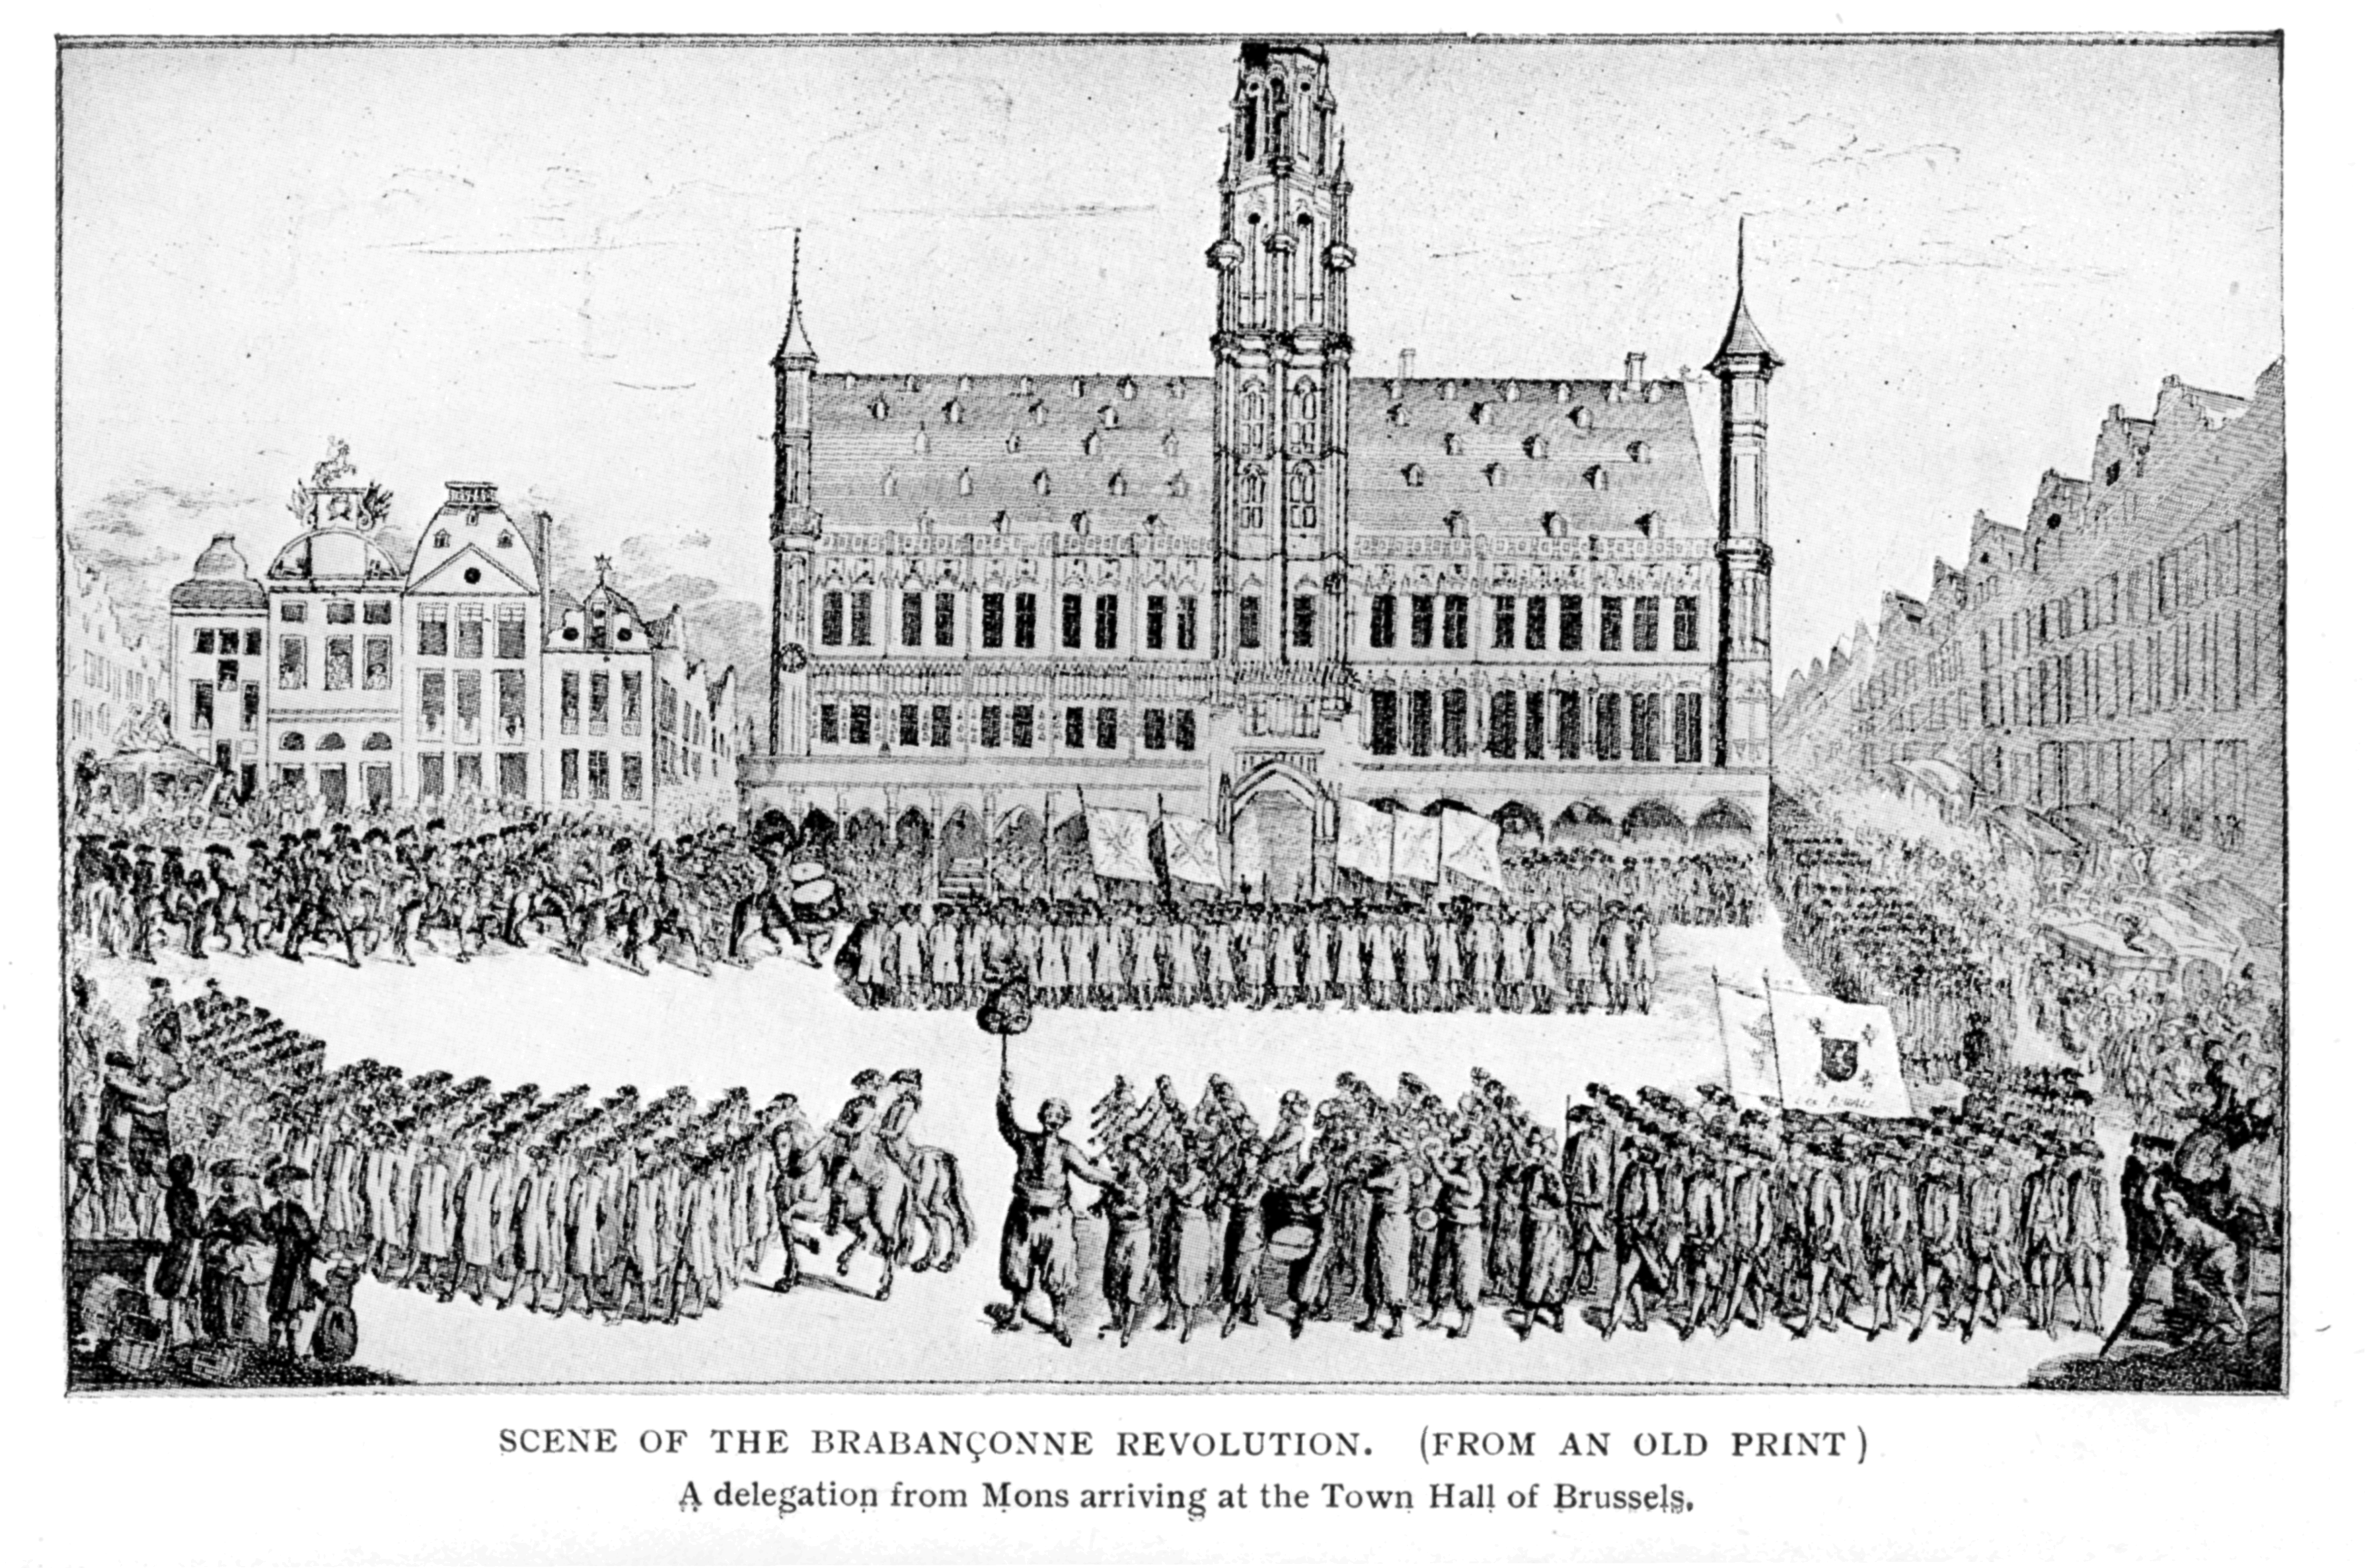 SCENE OF THE BRABANÇONNE REVOLUTION. (FROM AN OLD PRINT)
A delegation from Mons arriving at the Town Hall of Brussels.